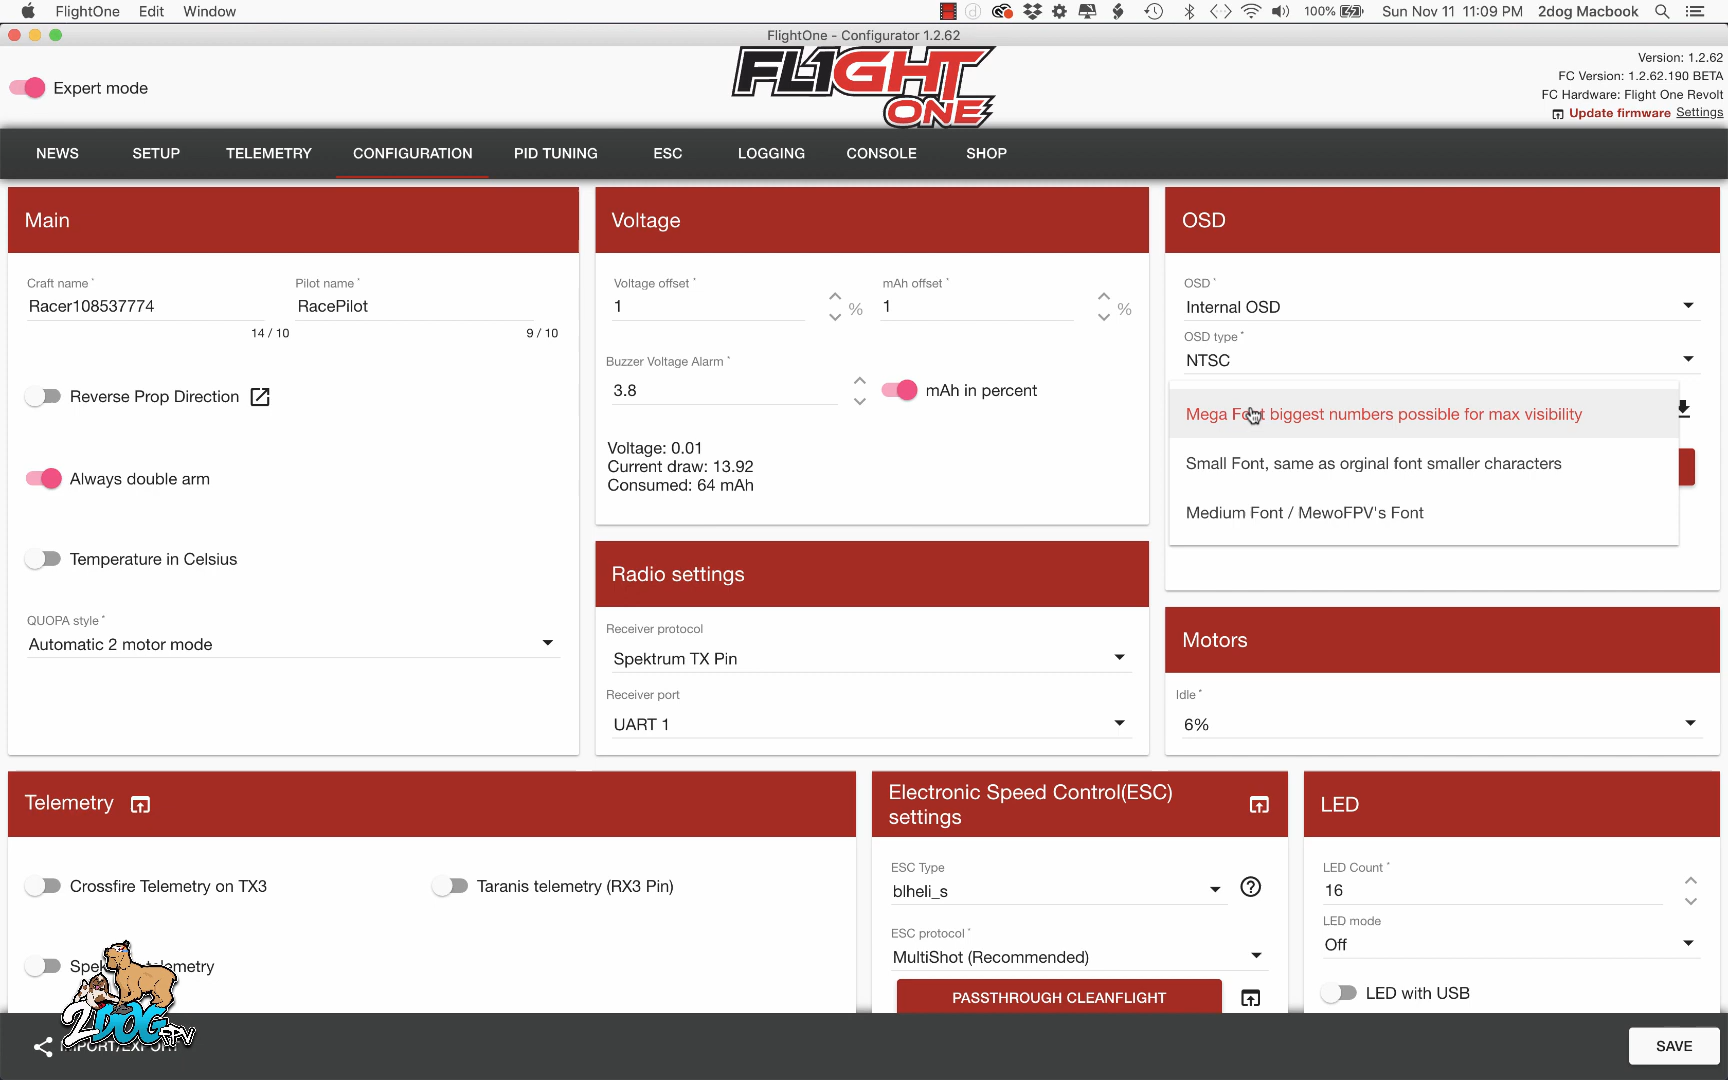 FlightOne Edit Window
100% Sun Nov 11 11:09 PM 2dog Macbook
FlightOne - Configurator 1.2.62
Expert mode
FL1GHT
ONE
Version: 1.2.62
FC Version: 1.2.62.190 BETA
FC Hardware: Flight One Revolt
Update firmware Settings
NEWS SETUP TELEMETRY CONFIGURATION PID TUNING ESC LOGGING CONSOLE SHOP
Main
Craft name *
Racer108537774
14 / 10
Pilot name *
RacePilot
9 / 10
Reverse Prop Direction
Always double arm
Temperature in Celsius
QUOPA style *
Automatic 2 motor mode
Voltage
Voltage offset *
1
%
mAh offset *
1
%
Buzzer Voltage Alarm *
3.8
mAh in percent
Voltage: 0.01
Current draw: 13.92
Consumed: 64 mAh
Radio settings
Receiver protocol
Spektrum TX Pin
Receiver port
UART 1
OSD
OSD *
Internal OSD
OSD type *
NTSC
Mega Font biggest numbers possible for max visibility
Small Font, same as orginal font smaller characters
Medium Font / MewoFPV's Font
Motors
Idle *
6%
Telemetry
Crossfire Telemetry on TX3
Taranis telemetry (RX3 Pin)
Electronic Speed Control(ESC)
settings
ESC Type
blheli_s
ESC protocol *
MultiShot (Recommended)
PASSTHROUGH CLEANFLIGHT
LED
LED Count *
16
LED mode
Off
LED with USB
2DOG FPV
IMPORT/EXPORT
SAVE